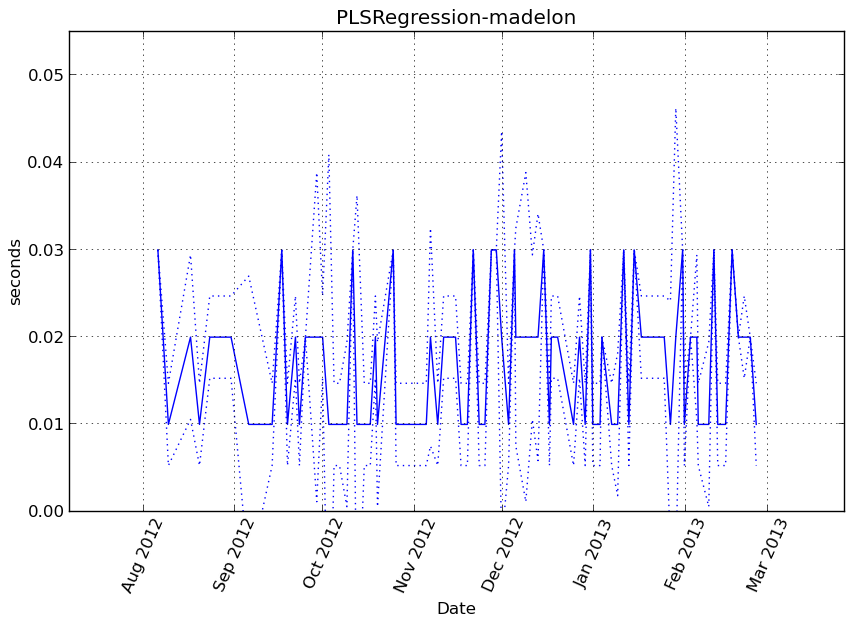 PLSRegression-madelon
0.05
0.04
0.03
0.02
0.01
0.00
seconds
Aug 2012
Sep 2012
Oct 2012
Nov 2012
Dec 2012
Jan 2013
Feb 2013
Mar 2013
Date